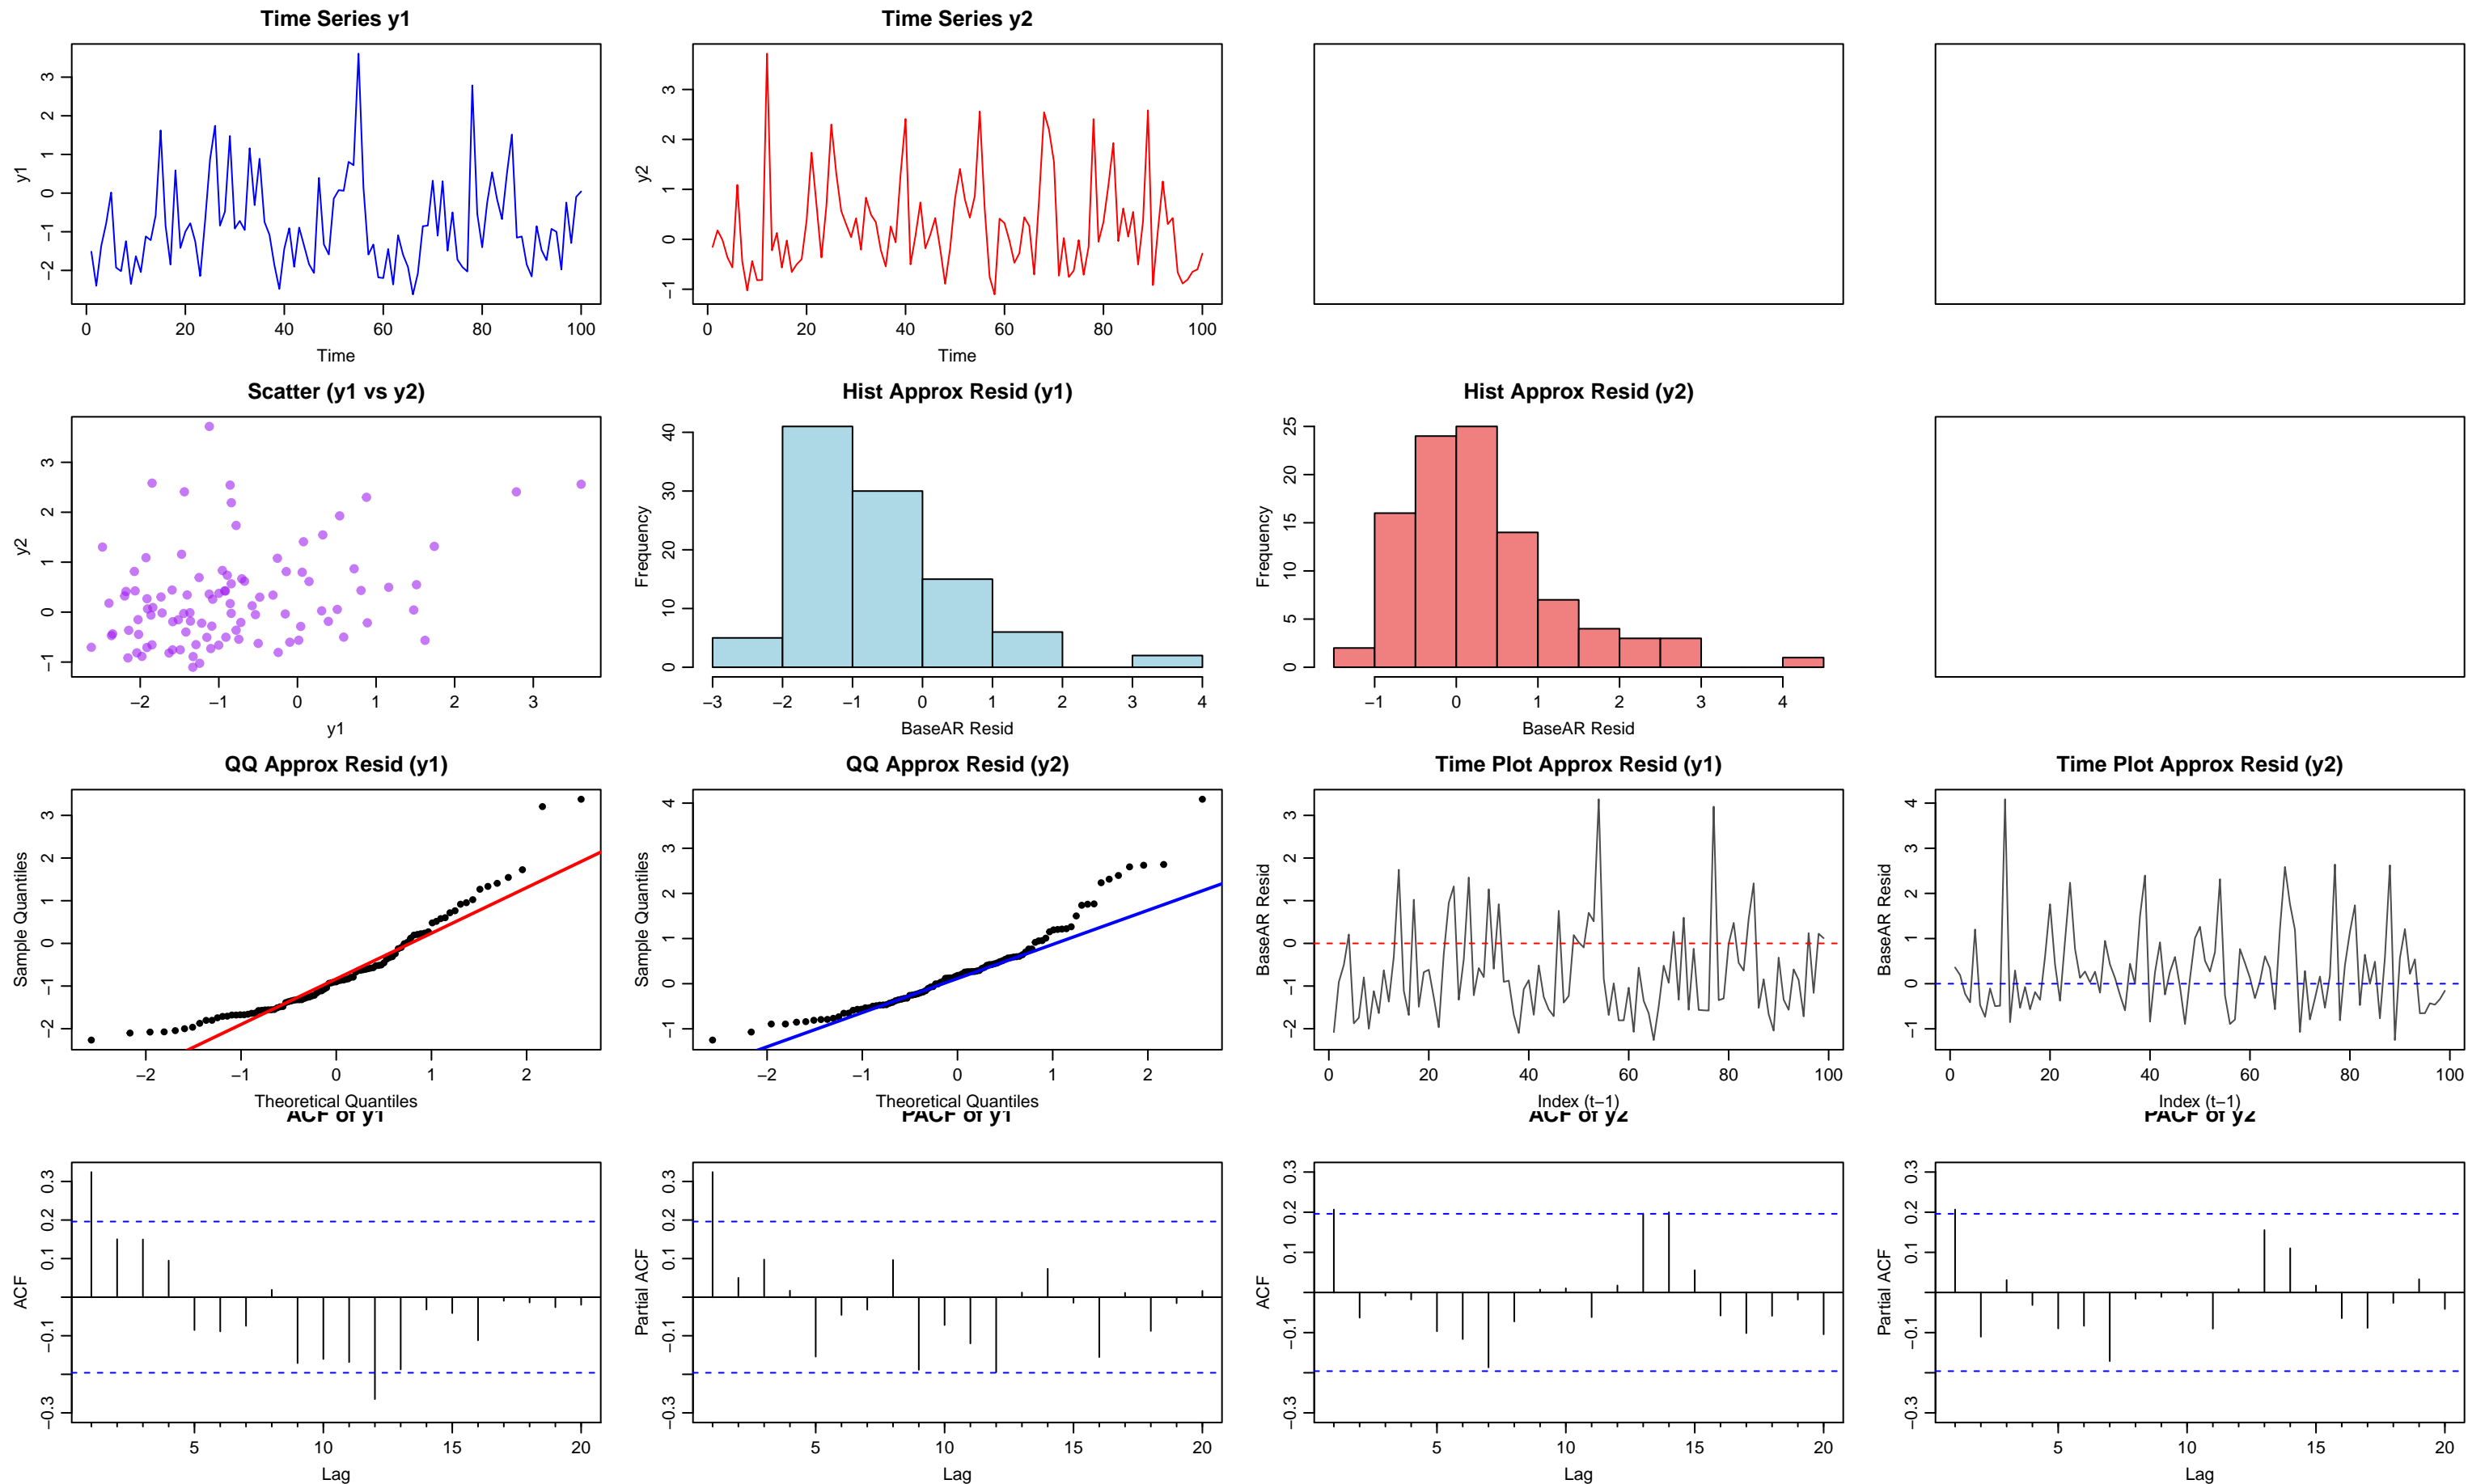 Time Series y1
Time Series y2
y1
3
2
1
0
−1
−2
0 20 40 60 80 100
Time
y2
3
2
1
0
−1
0 20 40 60 80 100
Time
Scatter (y1 vs y2)
Hist Approx Resid (y1)
Hist Approx Resid (y2)
y2
3
2
1
0
−1
−2 −1 0 1 2 3
y1
Frequency
40
30
20
10
0
−3 −2 −1 0 1 2 3 4
BaseAR Resid
Frequency
25
20
15
10
5
0
−1 0 1 2 3 4
BaseAR Resid
QQ Approx Resid (y1)
QQ Approx Resid (y2)
Time Plot Approx Resid (y1)
Time Plot Approx Resid (y2)
Sample Quantiles
3
2
1
0
−1
−2
−2 −1 0 1 2
Theoretical Quantiles
Sample Quantiles
4
3
2
1
0
−1
−2 −1 0 1 2
Theoretical Quantiles
BaseAR Resid
3
2
1
0
−1
−2
0 20 40 60 80 100
Index (t−1)
BaseAR Resid
4
3
2
1
0
−1
0 20 40 60 80 100
Index (t−1)
ACF of y1
PACF of y1
ACF of y2
PACF of y2
ACF
0.3
0.2
0.1
−0.1
−0.3
5 10 15 20
Lag
Partial ACF
0.3
0.2
0.1
−0.1
−0.3
5 10 15 20
Lag
ACF
0.3
0.2
0.1
−0.1
−0.3
5 10 15 20
Lag
Partial ACF
0.3
0.2
0.1
−0.1
−0.3
5 10 15 20
Lag